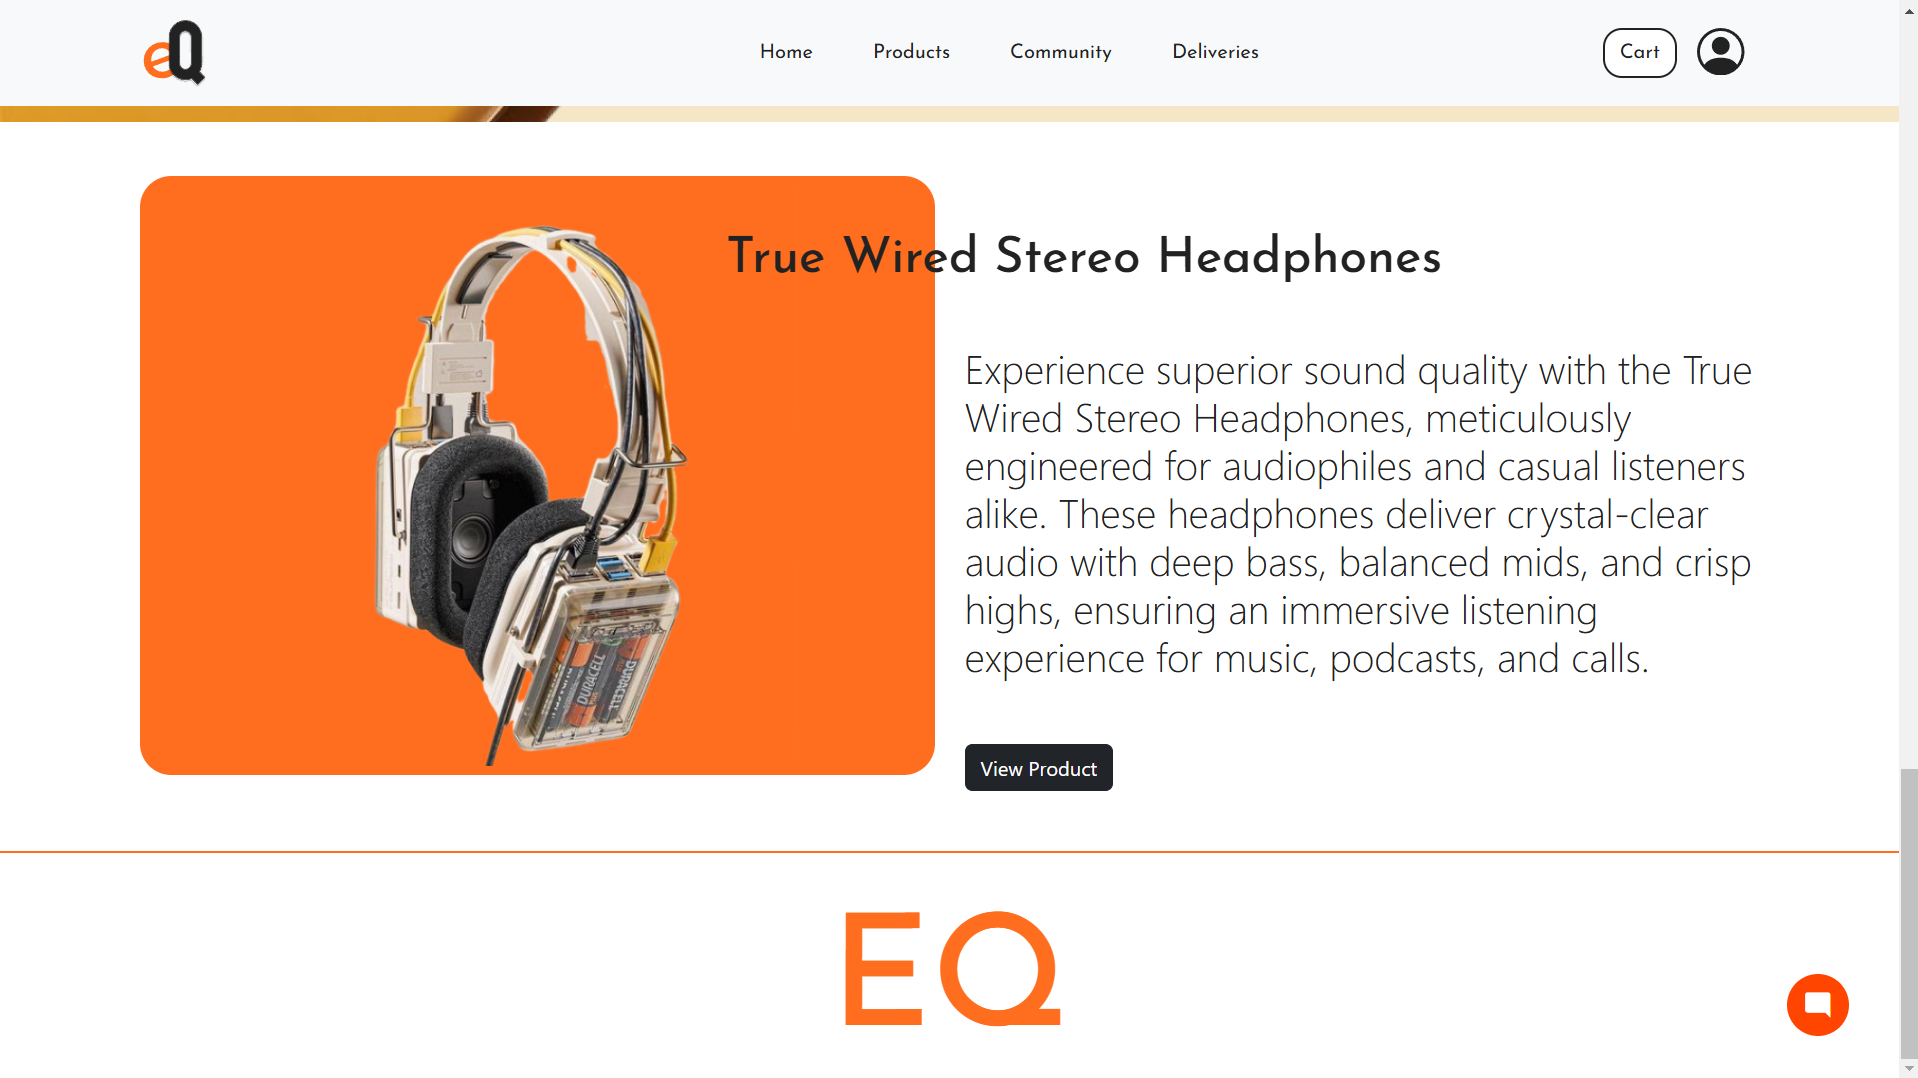 eQ
Home
Products
Community
Deliveries
Cart
True Wired Stereo Headphones
Experience superior sound quality with the True
Wired Stereo Headphones, meticulously
engineered for audiophiles and casual listeners
alike. These headphones deliver crystal-clear
audio with deep bass, balanced mids, and crisp
highs, ensuring an immersive listening
experience for music, podcasts, and calls.
DURACELL
DURACELL
View Product
EQ